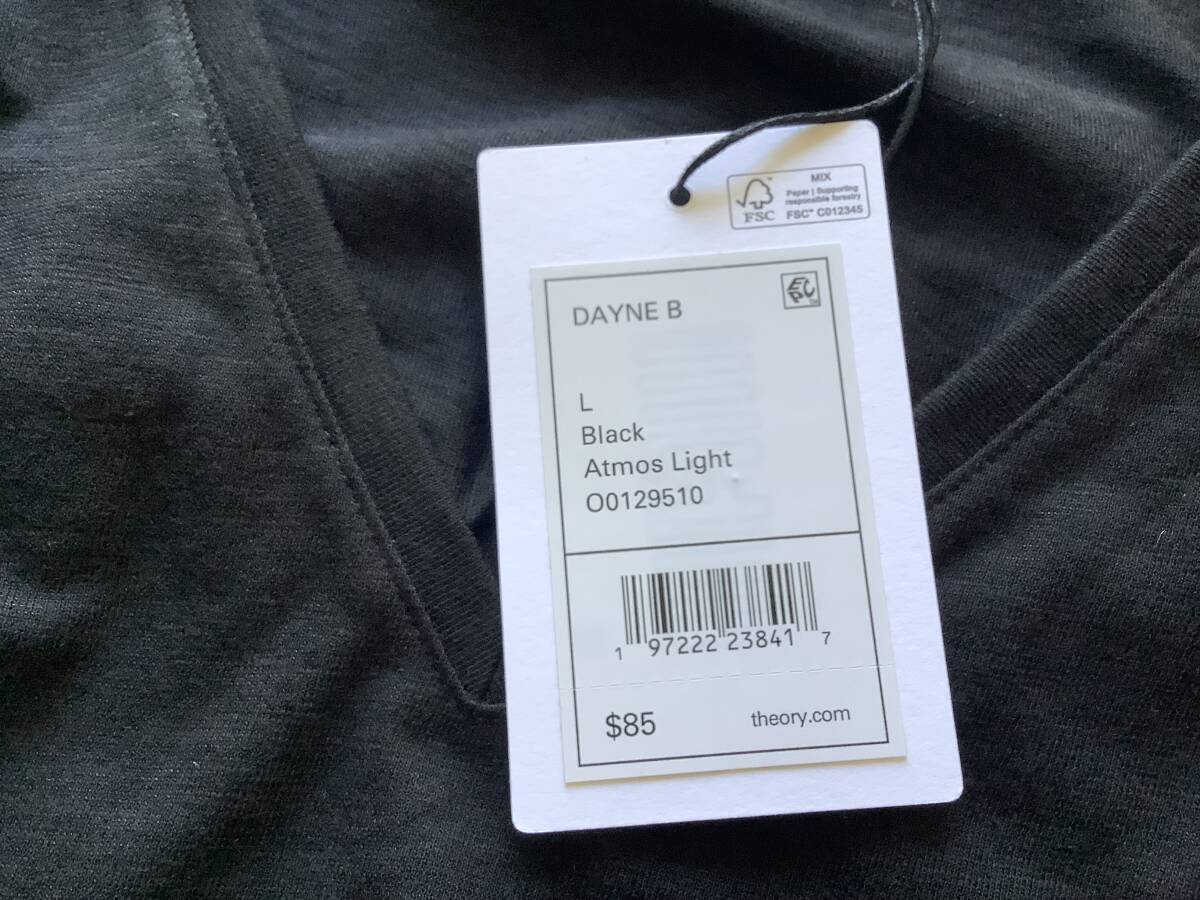 MIX
Paper | Supporting
responsible forestry
FSC™ C012345
FSC
EPC
DAYNE B
L
Black
Atmos Light
O0129510
1 97222 23841 7
$85
theory.com